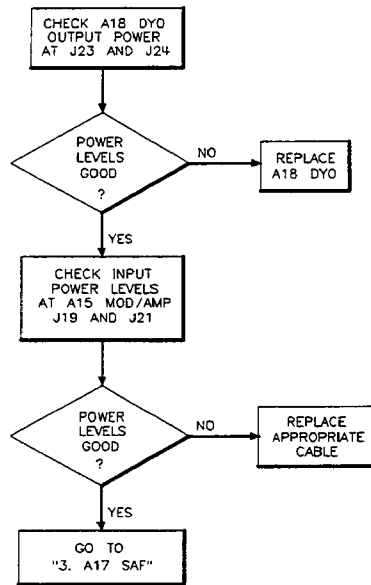 CHECK A18 DYO
OUTPUT POWER
AT J23 AND J24
POWER
LEVELS
GOOD
?
NO
REPLACE
A18 DYO
YES
CHECK INPUT
POWER LEVELS
AT A15 MOD/AMP
J19 AND J21
POWER
LEVELS
GOOD
?
NO
REPLACE
APPROPRIATE
CABLE
YES
GO TO
"3. A17 SAF"